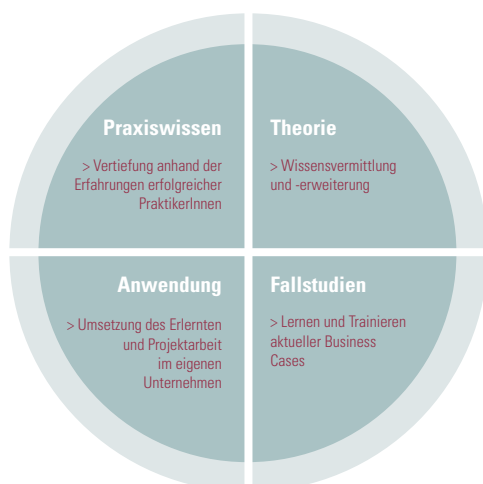 Praxiswissen
> Vertiefung anhand der
Erfahrungen erfolgreicher
PraktikerInnen
Theorie
> Wissensvermittlung
und -erweiterung
Anwendung
> Umsetzung des Erlernten
und Projektarbeit
im eigenen
Unternehmen
Fallstudien
> Lernen und Trainieren
aktueller Business
Cases